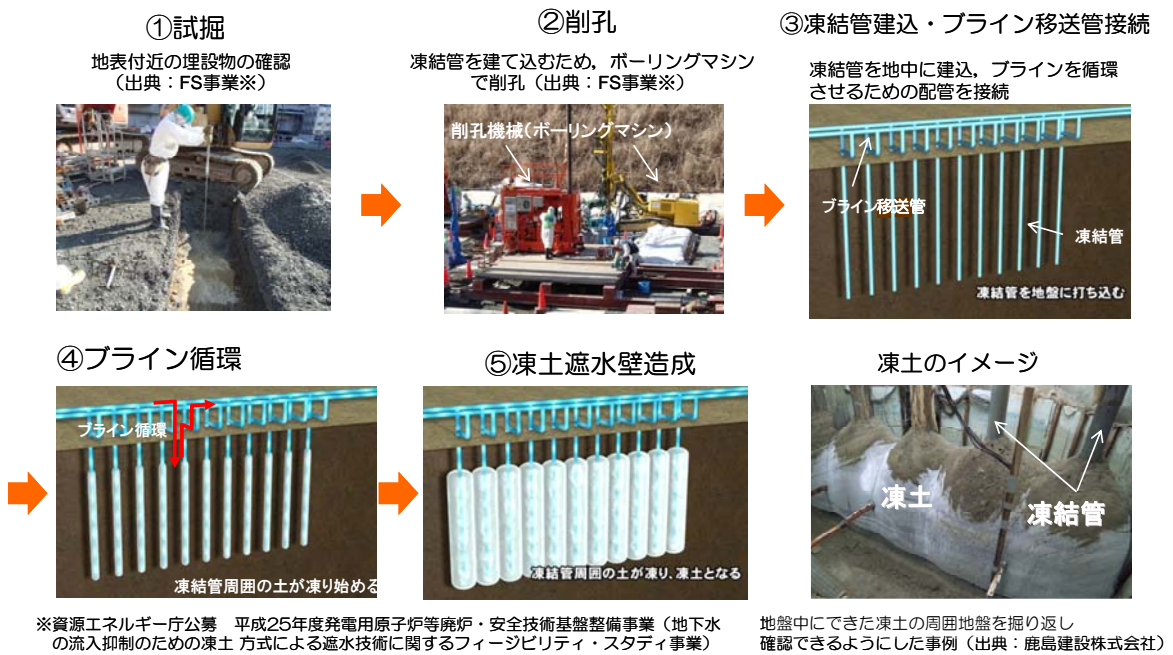 ①試掘
地表付近の埋設物の確認
（出典：FS事業※）
②削孔
凍結管を建て込むため，ボーリングマシン
で削孔（出典：FS事業※）
削孔機械（ボーリングマシン）
③凍結管建込・ブライン移送管接続
凍結管を地中に建込，ブラインを循環
させるための配管を接続
ブライン移送管
凍結管
凍結管を地盤に打ち込む
④ブライン循環
ブライン循環
凍結管周囲の土が凍り始める
⑤凍土遮水壁造成
凍結管周囲の土が凍り、凍土となる
凍土のイメージ
凍土
凍結管
※資源エネルギー庁公募　平成25年度発電用原子炉等廃炉・安全技術基盤整備事業（地下水
の流入抑制のための凍土 方式による遮水技術に関するフィージビリティ・スタディ事業）
地盤中にできた凍土の周囲地盤を掘り返し
確認できるようにした事例（出典：鹿島建設株式会社）